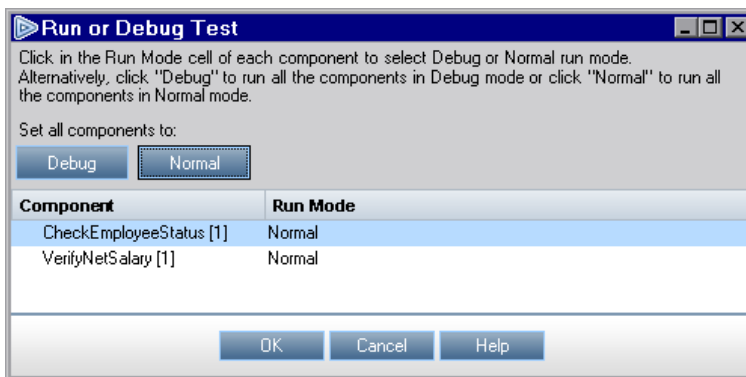 Run or Debug Test
Click in the Run Mode cell of each component to select Debug or Normal run mode.
Alternatively, click "Debug" to run all the components in Debug mode or click "Normal" to run all
the components in Normal mode.
Set all components to:
Debug Normal
Component Run Mode
CheckEmployeeStatus [1] Normal
VerifyNetSalary [1] Normal
OK Cancel Help